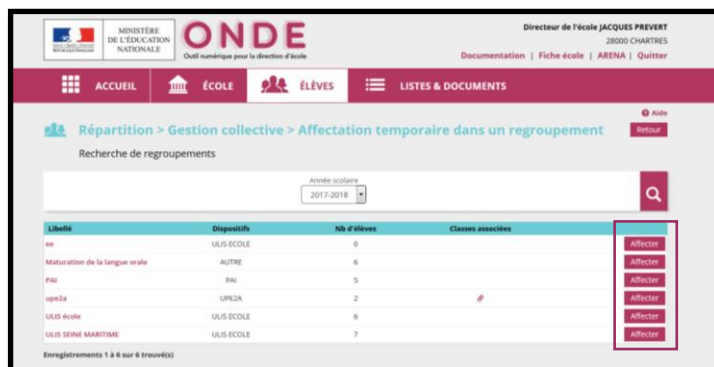 MINISTÈRE
DE L'ÉDUCATION
NATIONALE
ONDE
Outil numérique pour la direction d'école
Directeur de l'école JACQUES PREVERT
28000 CHARTRES
Documentation | Fiche école | ARENA | Quitter
ACCUEIL ÉCOLE ÉLÈVES LISTES & DOCUMENTS
Aide
Répartition > Gestion collective > Affectation temporaire dans un regroupement
Retour
Recherche de regroupements
Année scolaire
2017-2018
Libellé Dispositifs Nb d'élèves Classes associées
ee ULIS ECOLE 0 Affecter
Maturation de la langue orale AUTRE 6 Affecter
PAI PAI 5 Affecter
upe2a UPE2A 2 Affecter
ULIS école ULIS ECOLE 6 Affecter
ULIS SEINE MARITIME ULIS ECOLE 7 Affecter
Enregistrements 1 à 6 sur 6 trouvé(s)